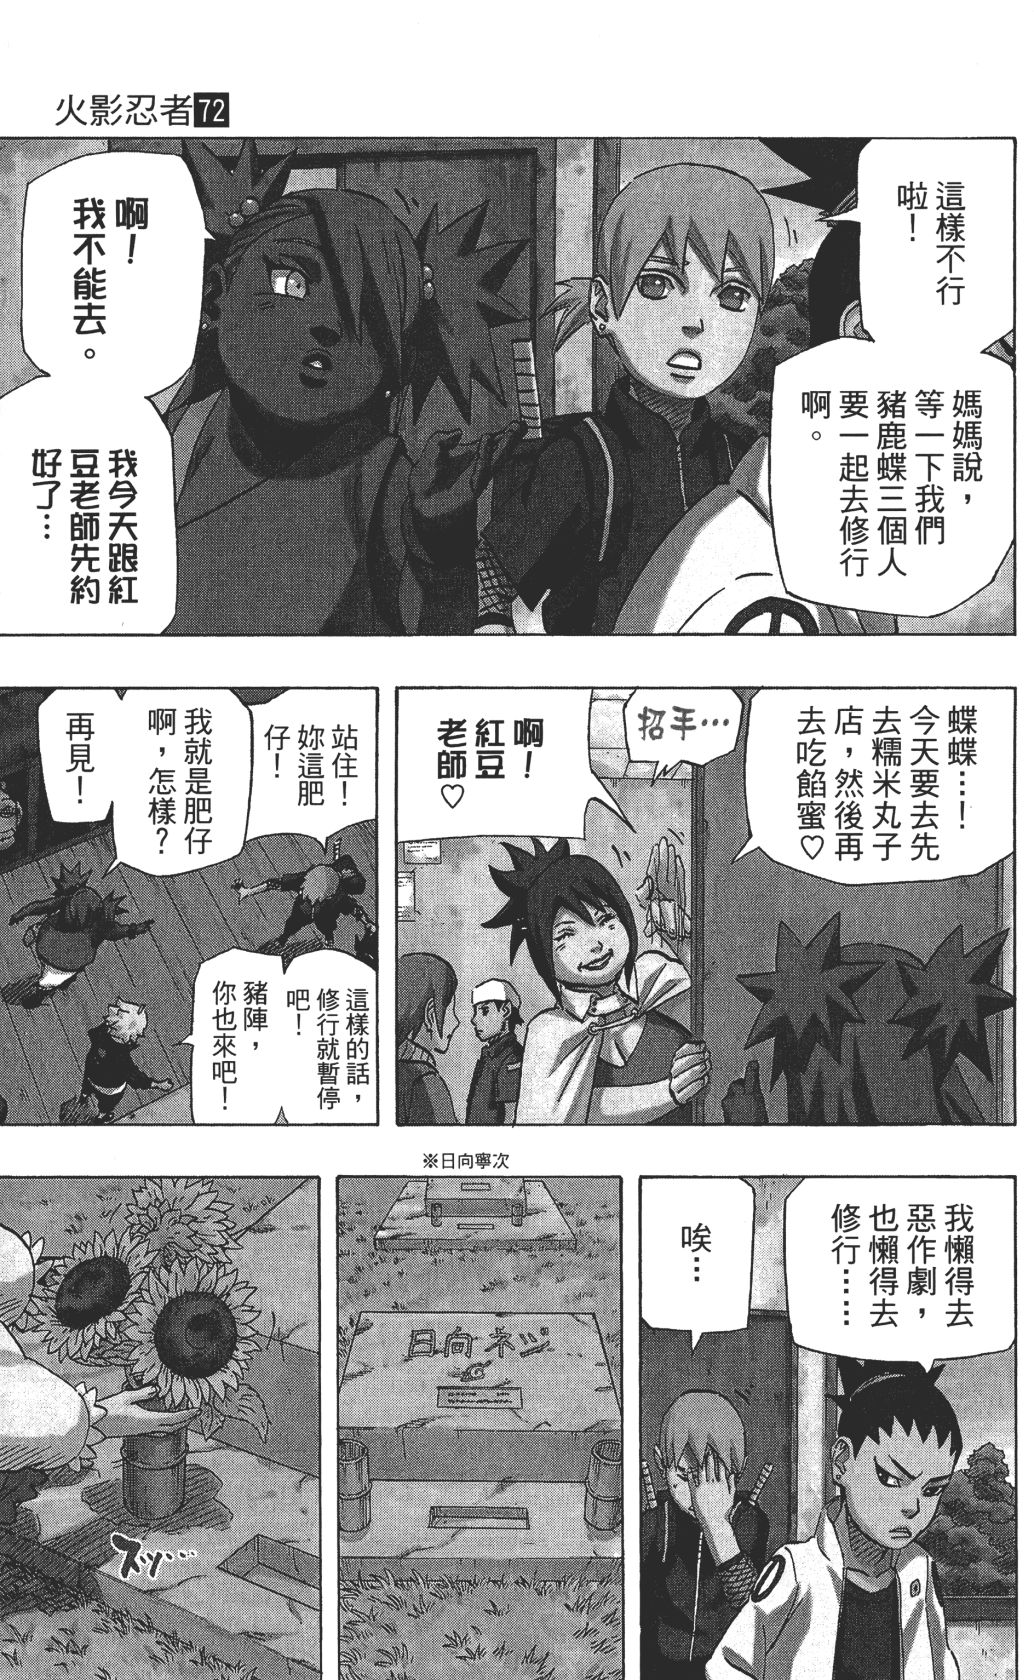 火影忍者72
這樣不行
啦！
媽媽說，
等一下我們
豬鹿蝶三個人
要一起去修行
啊。
啊！
我不能去。
我今天跟紅
豆老師先約
好了…
蝶蝶…！
今天要去先
去糯米丸子
店，然後再
去吃餡蜜♡
招手…
啊！
紅豆
老師♡
站住！
妳這肥
仔！
我就是肥仔
啊，怎樣？
再見！
這樣的話，
修行就暫停
吧！
豬陣，
你也來吧！
我懶得去
惡作劇，
也懶得去
修行……
唉…
※日向寧次
日向ネジ
スッ…